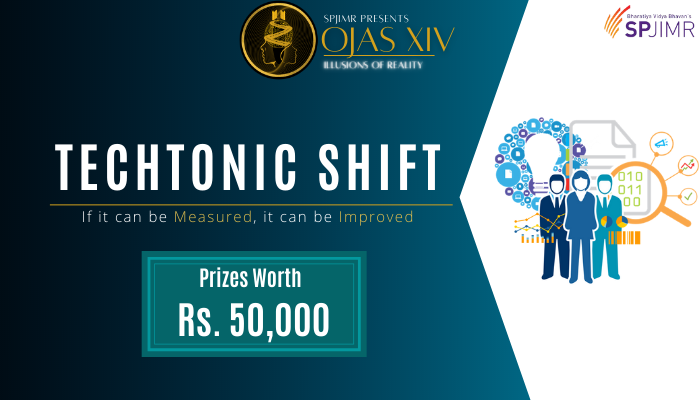 SPJIMR PRESENTS
OJAS XIV
ILLUSIONS OF REALITY
Bharatiya Vidya Bhavan's
SPJIMR
TECHTONIC SHIFT
If it can be Measured, it can be Improved
Prizes Worth
Rs. 50,000
010
011
00